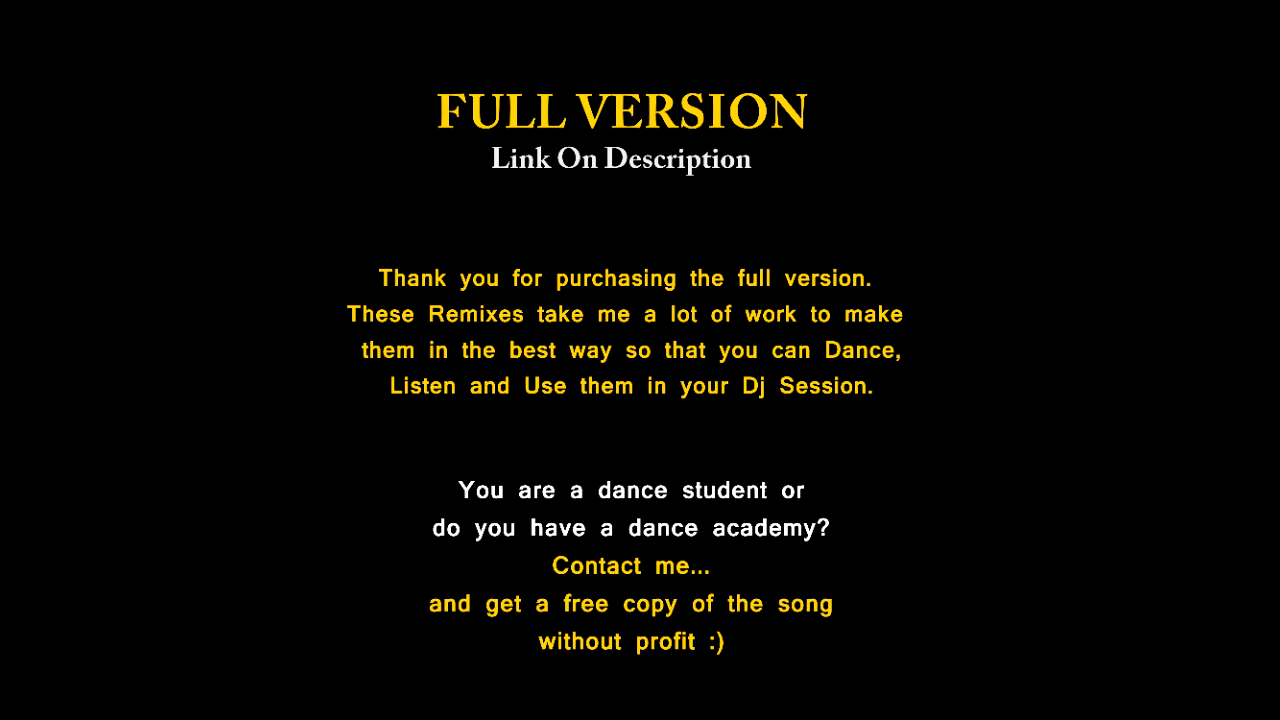 FULL VERSION
Link On Description
Thank you for purchasing the full version.
These Remixes take me a lot of work to make
them in the best way so that you can Dance,
Listen and Use them in your Dj Session.
You are a dance student or
do you have a dance academy?
Contact me...
and get a free copy of the song
without profit :)